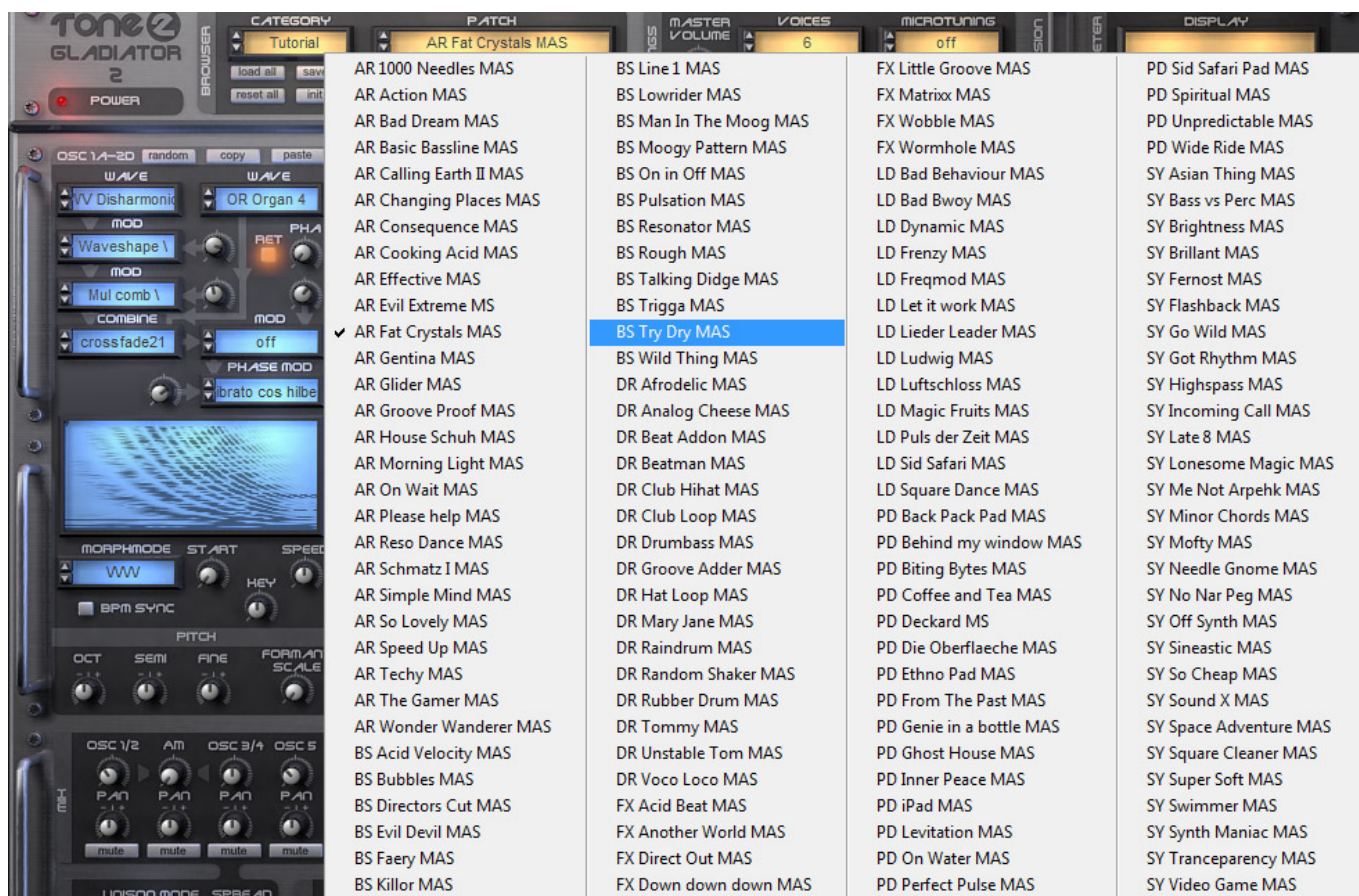 Tone2
GLADIATOR
2
POWER
BROWSER
CATEGORY
PATCH
MASTER
VOLUME
VOICES
MICROTUNING
DISPLAY
Tutorial
AR Fat Crystals MAS
6
off
load all
reset all
init
OSC 1A-2D
random
copy
paste
WAVE
WAVE
OR Organ 4
MOD
PHA
Waveshape \
RET
MOD
Mul comb \
COMBINE
MOD
crossfade21
off
PHASE MOD
ibrato cos hilbe
MORPHMODE
START
SPEED
KEY
BPM SYNC
PITCH
OCT
SEMI
FINE
FORMAN
SCALE
OSC 1/2
AM
OSC 3/4
OSC 5
MIX
PAN
PAN
PAN
PAN
mute
mute
mute
mute
UNISON MODE
SPREAD
AR 1000 Needles MAS
AR Action MAS
AR Bad Dream MAS
AR Basic Bassline MAS
AR Calling Earth II MAS
AR Changing Places MAS
AR Consequence MAS
AR Cooking Acid MAS
AR Effective MAS
AR Evil Extreme MS
AR Fat Crystals MAS
AR Gentina MAS
AR Glider MAS
AR Groove Proof MAS
AR House Schuh MAS
AR Morning Light MAS
AR On Wait MAS
AR Please help MAS
AR Reso Dance MAS
AR Schmatz I MAS
AR Simple Mind MAS
AR So Lovely MAS
AR Speed Up MAS
AR Techy MAS
AR The Gamer MAS
AR Wonder Wanderer MAS
BS Acid Velocity MAS
BS Bubbles MAS
BS Directors Cut MAS
BS Evil Devil MAS
BS Faery MAS
BS Killor MAS
BS Line 1 MAS
BS Lowrider MAS
BS Man In The Moog MAS
BS Moogy Pattern MAS
BS On in Off MAS
BS Pulsation MAS
BS Resonator MAS
BS Rough MAS
BS Talking Didge MAS
BS Trigga MAS
BS Try Dry MAS
BS Wild Thing MAS
DR Afrodelic MAS
DR Analog Cheese MAS
DR Beat Addon MAS
DR Beatman MAS
DR Club Hihat MAS
DR Club Loop MAS
DR Drumbass MAS
DR Groove Adder MAS
DR Hat Loop MAS
DR Mary Jane MAS
DR Raindrum MAS
DR Random Shaker MAS
DR Rubber Drum MAS
DR Tommy MAS
DR Unstable Tom MAS
DR Voco Loco MAS
FX Acid Beat MAS
FX Another World MAS
FX Direct Out MAS
FX Down down down MAS
FX Little Groove MAS
FX Matrixx MAS
FX Wobble MAS
FX Wormhole MAS
LD Bad Behaviour MAS
LD Bad Bwoy MAS
LD Dynamic MAS
LD Frenzy MAS
LD Freqmod MAS
LD Let it work MAS
LD Lieder Leader MAS
LD Ludwig MAS
LD Luftschloss MAS
LD Magic Fruits MAS
LD Puls der Zeit MAS
LD Sid Safari MAS
LD Square Dance MAS
PD Back Pack Pad MAS
PD Behind my window MAS
PD Biting Bytes MAS
PD Coffee and Tea MAS
PD Deckard MS
PD Die Oberflaeche MAS
PD Ethno Pad MAS
PD From The Past MAS
PD Genie in a bottle MAS
PD Ghost House MAS
PD Inner Peace MAS
PD iPad MAS
PD Levitation MAS
PD On Water MAS
PD Perfect Pulse MAS
PD Sid Safari Pad MAS
PD Spiritual MAS
PD Unpredictable MAS
PD Wide Ride MAS
SY Asian Thing MAS
SY Bass vs Perc MAS
SY Brightness MAS
SY Brillant MAS
SY Fernost MAS
SY Flashback MAS
SY Go Wild MAS
SY Got Rhythm MAS
SY Highspass MAS
SY Incoming Call MAS
SY Late 8 MAS
SY Lonesome Magic MAS
SY Me Not Arpehk MAS
SY Minor Chords MAS
SY Mofty MAS
SY Needle Gnome MAS
SY No Nar Peg MAS
SY Off Synth MAS
SY Sineastic MAS
SY So Cheap MAS
SY Sound X MAS
SY Space Adventure MAS
SY Square Cleaner MAS
SY Super Soft MAS
SY Swimmer MAS
SY Synth Maniac MAS
SY Tranceparency MAS
SY Video Game MAS